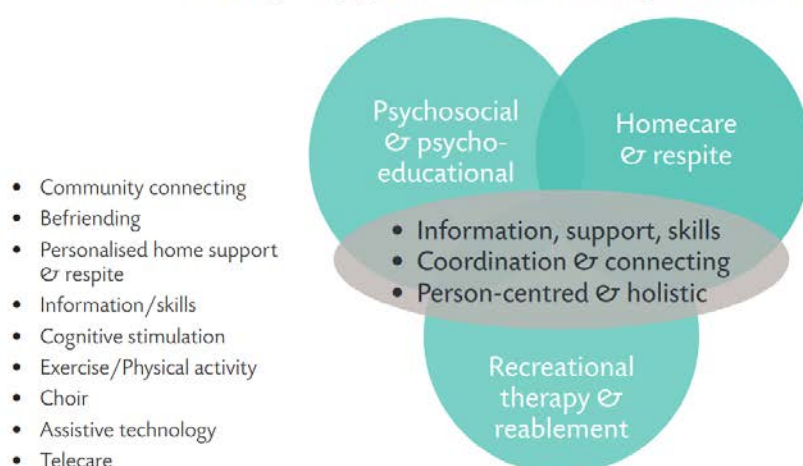 Psychosocial
& psycho-
educational
Homecare
& respite
• Community connecting
• Befriending
• Personalised home support
& respite
• Information/skills
• Cognitive stimulation
• Exercise/Physical activity
• Choir
• Assistive technology
• Telecare
• Information, support, skills
• Coordination & connecting
• Person-centred & holistic
Recreational
therapy &
reablement